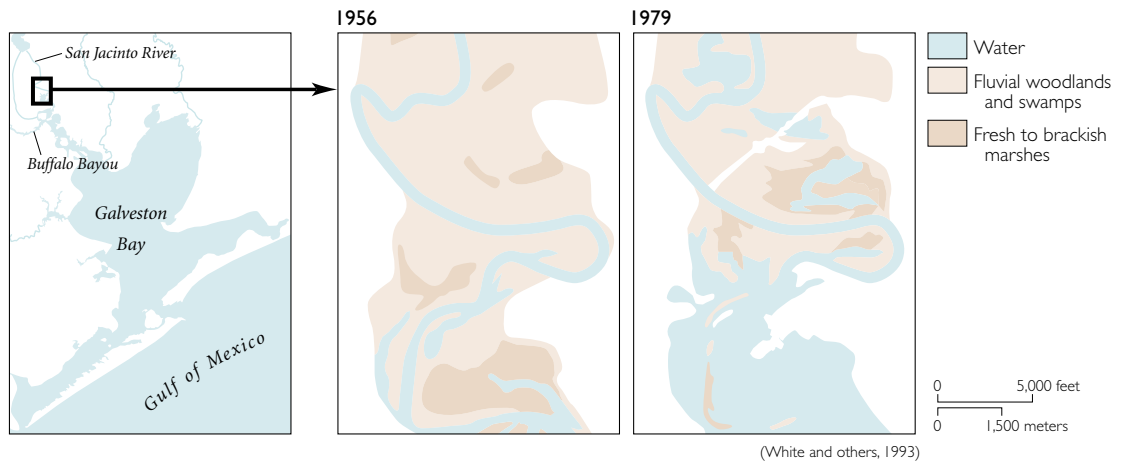 1956
1979
San Jacinto River
Buffalo Bayou
Galveston
Bay
Gulf of Mexico
Water
Fluvial woodlands
and swamps
Fresh to brackish
marshes
0 5,000 feet
0 1,500 meters
(White and others, 1993)